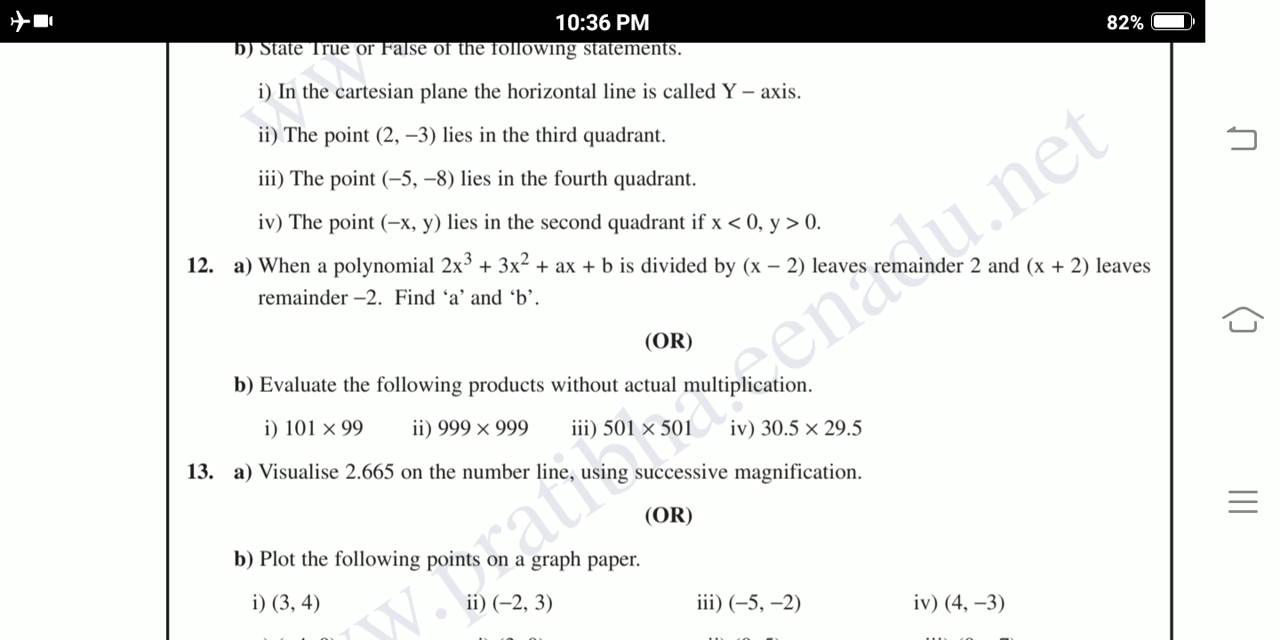 10:36 PM
82%
b) State True or False of the following statements.
i) In the cartesian plane the horizontal line is called Y – axis.
ii) The point (2, –3) lies in the third quadrant.
iii) The point (–5, –8) lies in the fourth quadrant.
iv) The point (–x, y) lies in the second quadrant if x < 0, y > 0.
12. a) When a polynomial 2x³ + 3x² + ax + b is divided by (x – 2) leaves remainder 2 and (x + 2) leaves
remainder –2. Find ‘a’ and ‘b’.
(OR)
b) Evaluate the following products without actual multiplication.
i) 101 × 99 ii) 999 × 999 iii) 501 × 501 iv) 30.5 × 29.5
13. a) Visualise 2.665 on the number line, using successive magnification.
(OR)
b) Plot the following points on a graph paper.
i) (3, 4) ii) (–2, 3) iii) (–5, –2) iv) (4, –3)
www.pratibha.eenadu.net